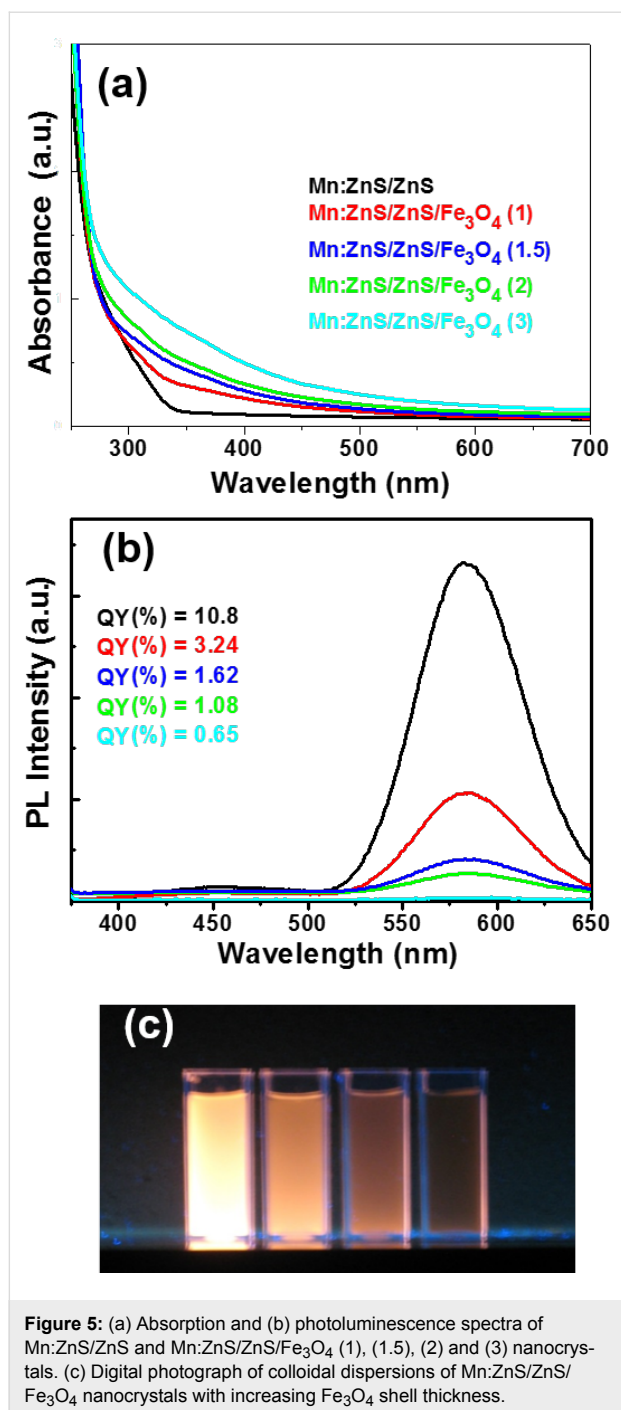 (a)
Mn:ZnS/ZnS
Mn:ZnS/ZnS/Fe₃O₄ (1)
Mn:ZnS/ZnS/Fe₃O₄ (1.5)
Mn:ZnS/ZnS/Fe₃O₄ (2)
Mn:ZnS/ZnS/Fe₃O₄ (3)
Absorbance (a.u.)
300 400 500 600 700
Wavelength (nm)
(b)
QY(%) = 10.8
QY(%) = 3.24
QY(%) = 1.62
QY(%) = 1.08
QY(%) = 0.65
PL Intensity (a.u.)
400 450 500 550 600 650
Wavelength (nm)
(c)
Figure 5: (a) Absorption and (b) photoluminescence spectra of
Mn:ZnS/ZnS and Mn:ZnS/ZnS/Fe₃O₄ (1), (1.5), (2) and (3) nanocrys-
tals. (c) Digital photograph of colloidal dispersions of Mn:ZnS/ZnS/
Fe₃O₄ nanocrystals with increasing Fe₃O₄ shell thickness.